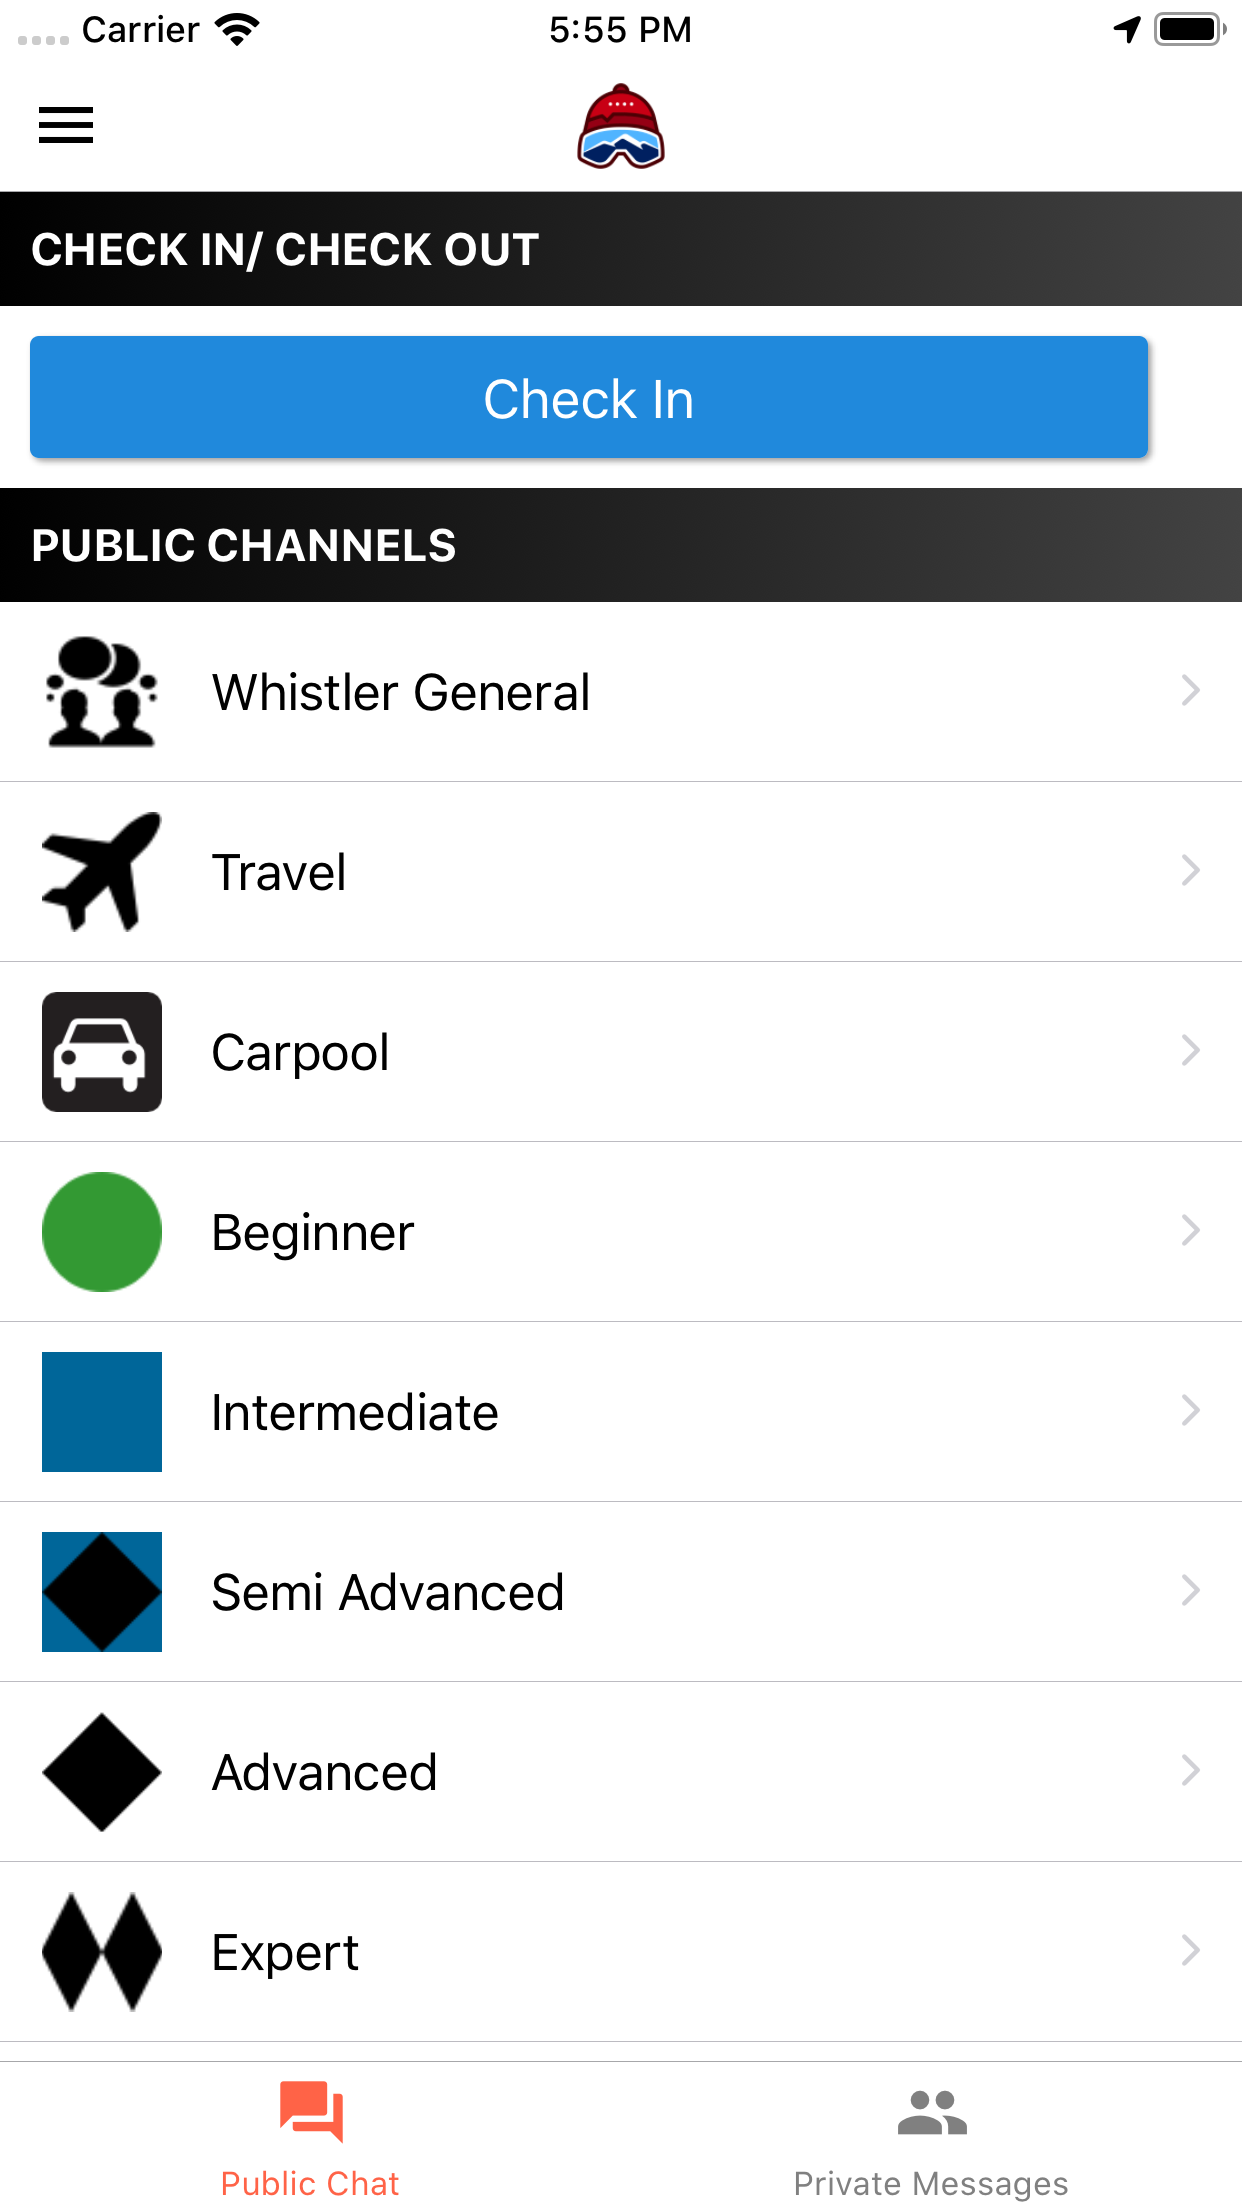 Carrier 5:55 PM
CHECK IN/ CHECK OUT
Check In
PUBLIC CHANNELS
Whistler General
Travel
Carpool
Beginner
Intermediate
Semi Advanced
Advanced
Expert
Public Chat Private Messages